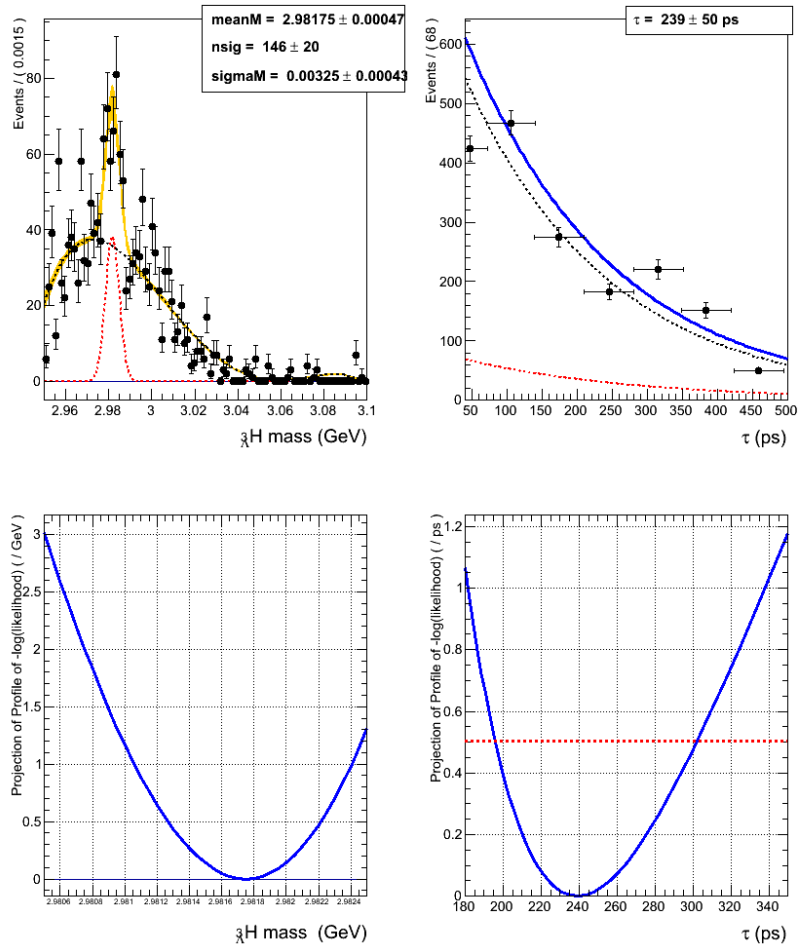 meanM = 2.98175 ± 0.00047
nsig = 146 ± 20
sigmaM = 0.00325 ± 0.00043
Events / ( 0.0015 )
80
60
40
20
0
2.96 2.98 3 3.02 3.04 3.06 3.08 3.1
³ΛH mass (GeV)
τ = 239 ± 50 ps
Events / ( 68 )
600
500
400
300
200
100
0
50 100 150 200 250 300 350 400 450 500
τ (ps)
Projection of Profile of -log(likelihood) ( / GeV )
3
2.5
2
1.5
1
0.5
0
2.9806 2.9808 2.981 2.9812 2.9814 2.9816 2.9818 2.982 2.9822 2.9824
³ΛH mass (GeV)
Projection of Profile of -log(likelihood) ( / ps )
1.2
1
0.8
0.6
0.4
0.2
0
180 200 220 240 260 280 300 320 340
τ (ps)